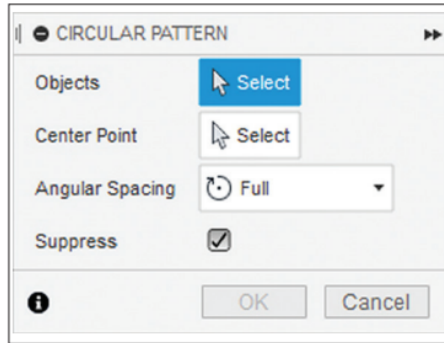 CIRCULAR PATTERN
Objects Select
Center Point Select
Angular Spacing Full
Suppress
OK Cancel